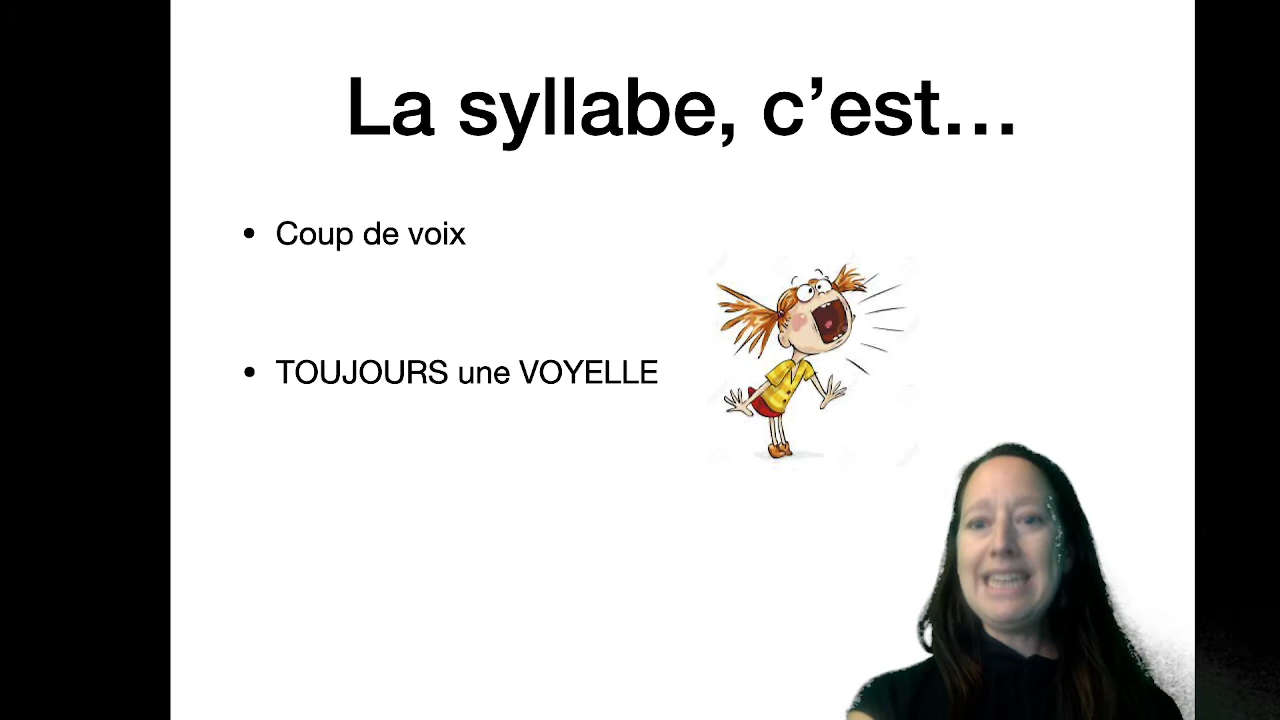 La syllabe, c’est…
• Coup de voix
• TOUJOURS une VOYELLE